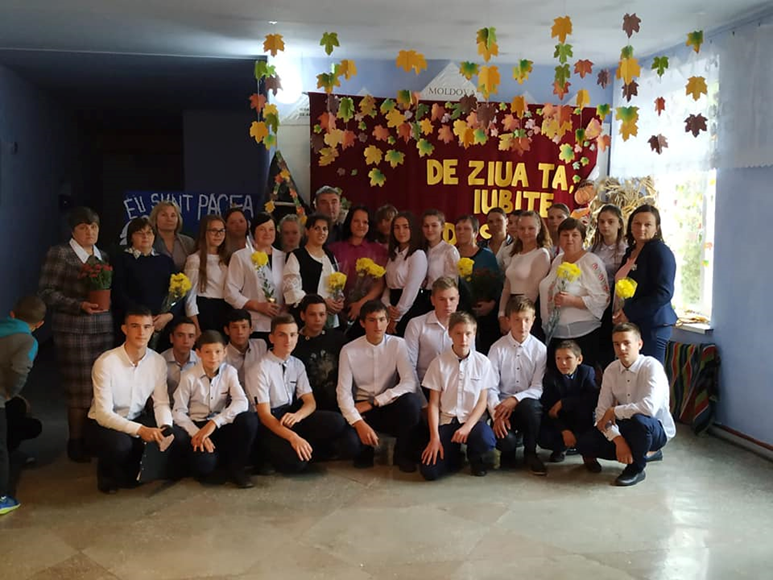 MOLDOVA
DE ZIUA TA,
IUBITE
EU SUNT PACEA